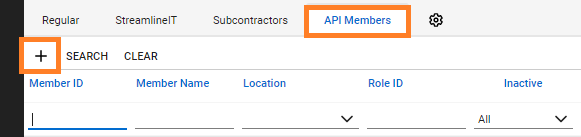 Regular StreamlineIT Subcontractors API Members
+ SEARCH CLEAR
Member ID Member Name Location Role ID Inactive
All